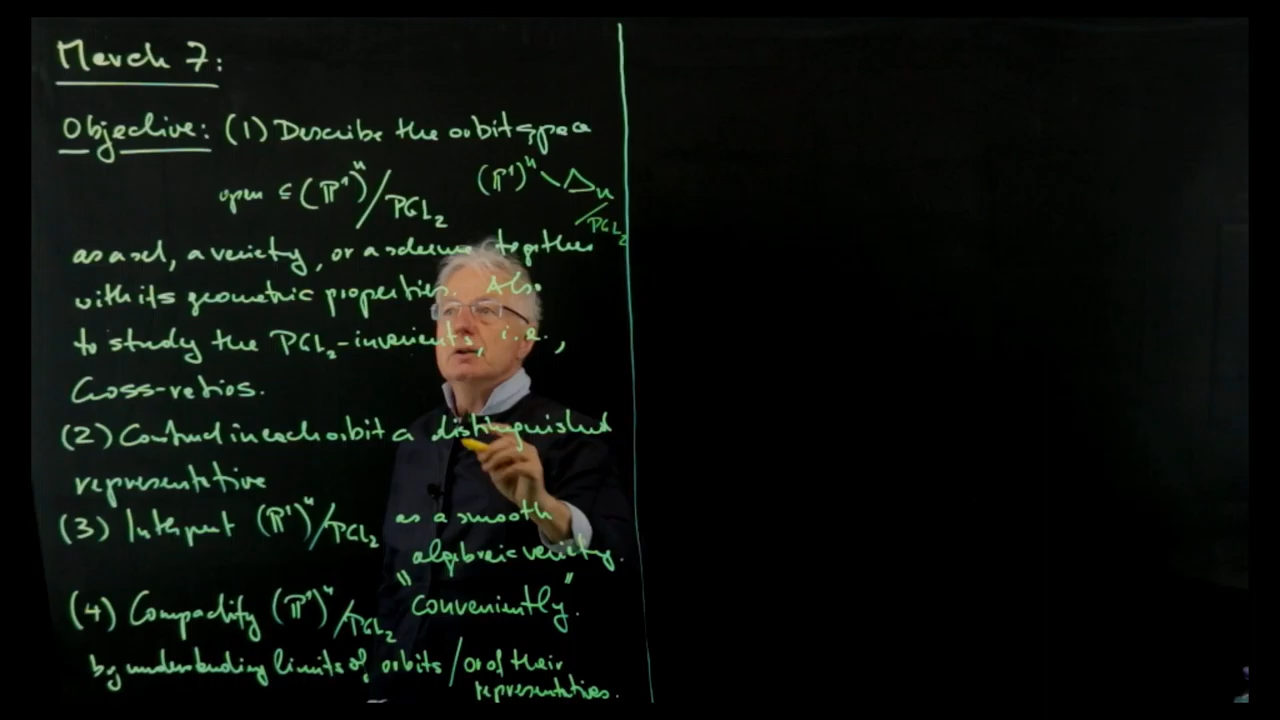 March 7:
Objective: (1) Describe the orbit space
open ⊆ (P¹)ⁿ/PGL₂ (P¹)ⁿ \ Δₙ /PGL₂
as a set, a variety, or a scheme together
with its geometric properties. Also
to study the PGL₂-invariants, i.e.,
Cross-ratios.
(2) Construct in each orbit a distinguished
representative
(3) Interpret (P¹)ⁿ/PGL₂ as a smooth
algebraic variety.
(4) Compactify (P¹)ⁿ/PGL₂ "conveniently".
by understanding limits of orbits / or of their
representatives.